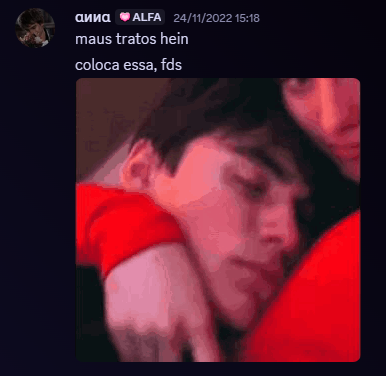 αииα 💗 ALFA 24/11/2022 15:18
maus tratos hein
coloca essa, fds